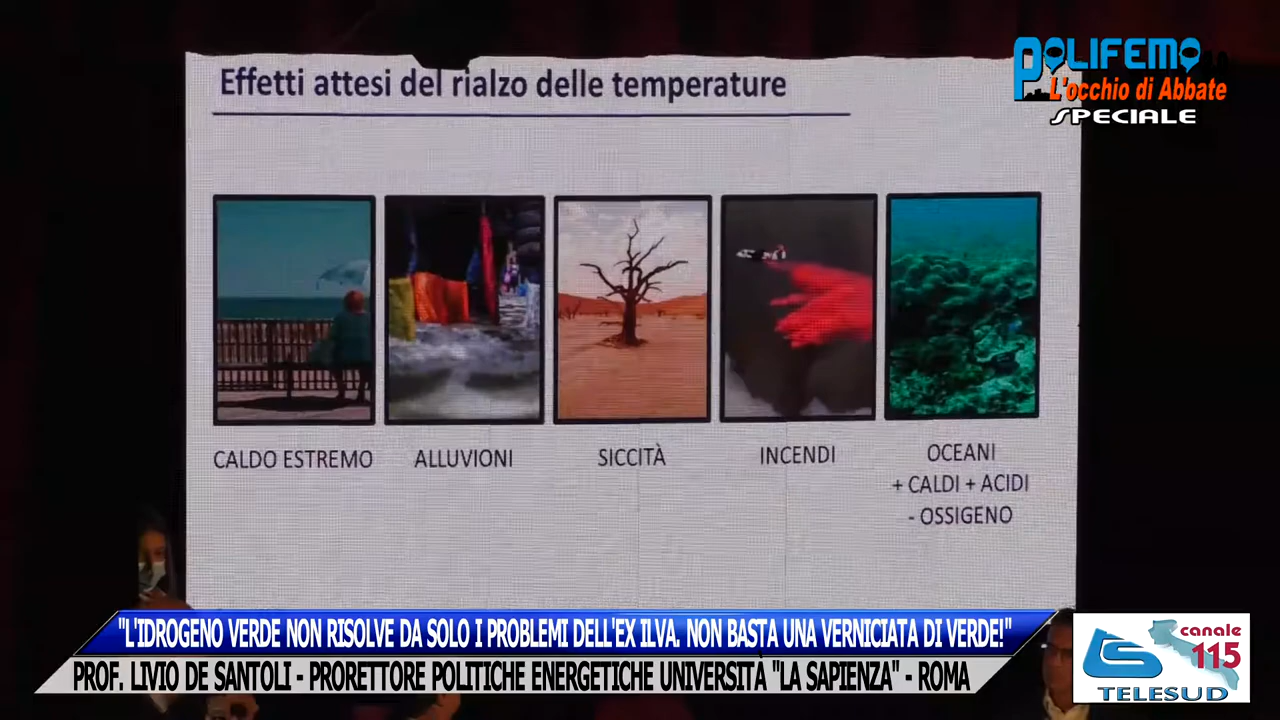 Effetti attesi del rialzo delle temperature
POLIFEMO
L'occhio di Abbate
SPECIALE
CALDO ESTREMO
ALLUVIONI
SICCITÀ
INCENDI
OCEANI
+ CALDI + ACIDI
- OSSIGENO
"L'IDROGENO VERDE NON RISOLVE DA SOLO I PROBLEMI DELL'EX ILVA. NON BASTA UNA VERNICIATA DI VERDE!"
PROF. LIVIO DE SANTOLI - PRORETTORE POLITICHE ENERGETICHE UNIVERSITÀ "LA SAPIENZA" - ROMA
canale
115
TELESUD